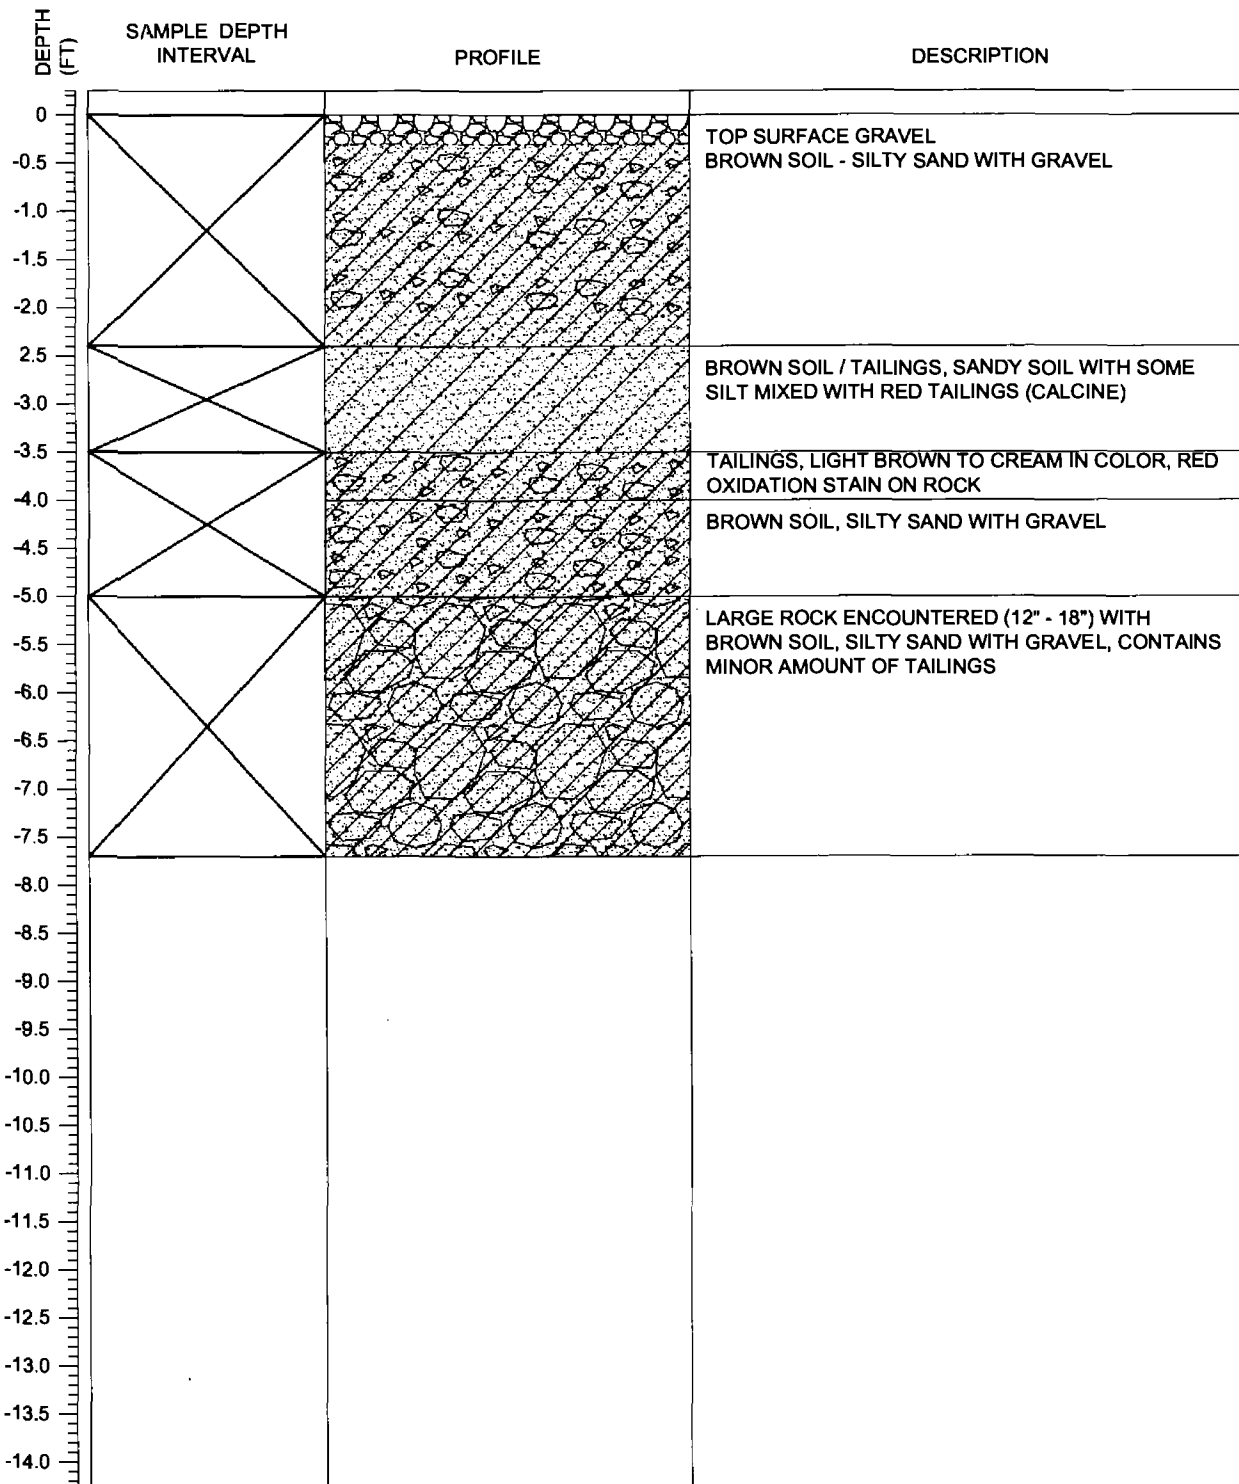 DEPTH
(FT)
SAMPLE DEPTH
INTERVAL
PROFILE
DESCRIPTION
0
-0.5
-1.0
-1.5
-2.0
2.5
-3.0
-3.5
-4.0
-4.5
-5.0
-5.5
-6.0
-6.5
-7.0
-7.5
-8.0
-8.5
-9.0
-9.5
-10.0
-10.5
-11.0
-11.5
-12.0
-12.5
-13.0
-13.5
-14.0
TOP SURFACE GRAVEL
BROWN SOIL - SILTY SAND WITH GRAVEL
BROWN SOIL / TAILINGS, SANDY SOIL WITH SOME
SILT MIXED WITH RED TAILINGS (CALCINE)
TAILINGS, LIGHT BROWN TO CREAM IN COLOR, RED
OXIDATION STAIN ON ROCK
BROWN SOIL, SILTY SAND WITH GRAVEL
LARGE ROCK ENCOUNTERED (12" - 18") WITH
BROWN SOIL, SILTY SAND WITH GRAVEL, CONTAINS
MINOR AMOUNT OF TAILINGS